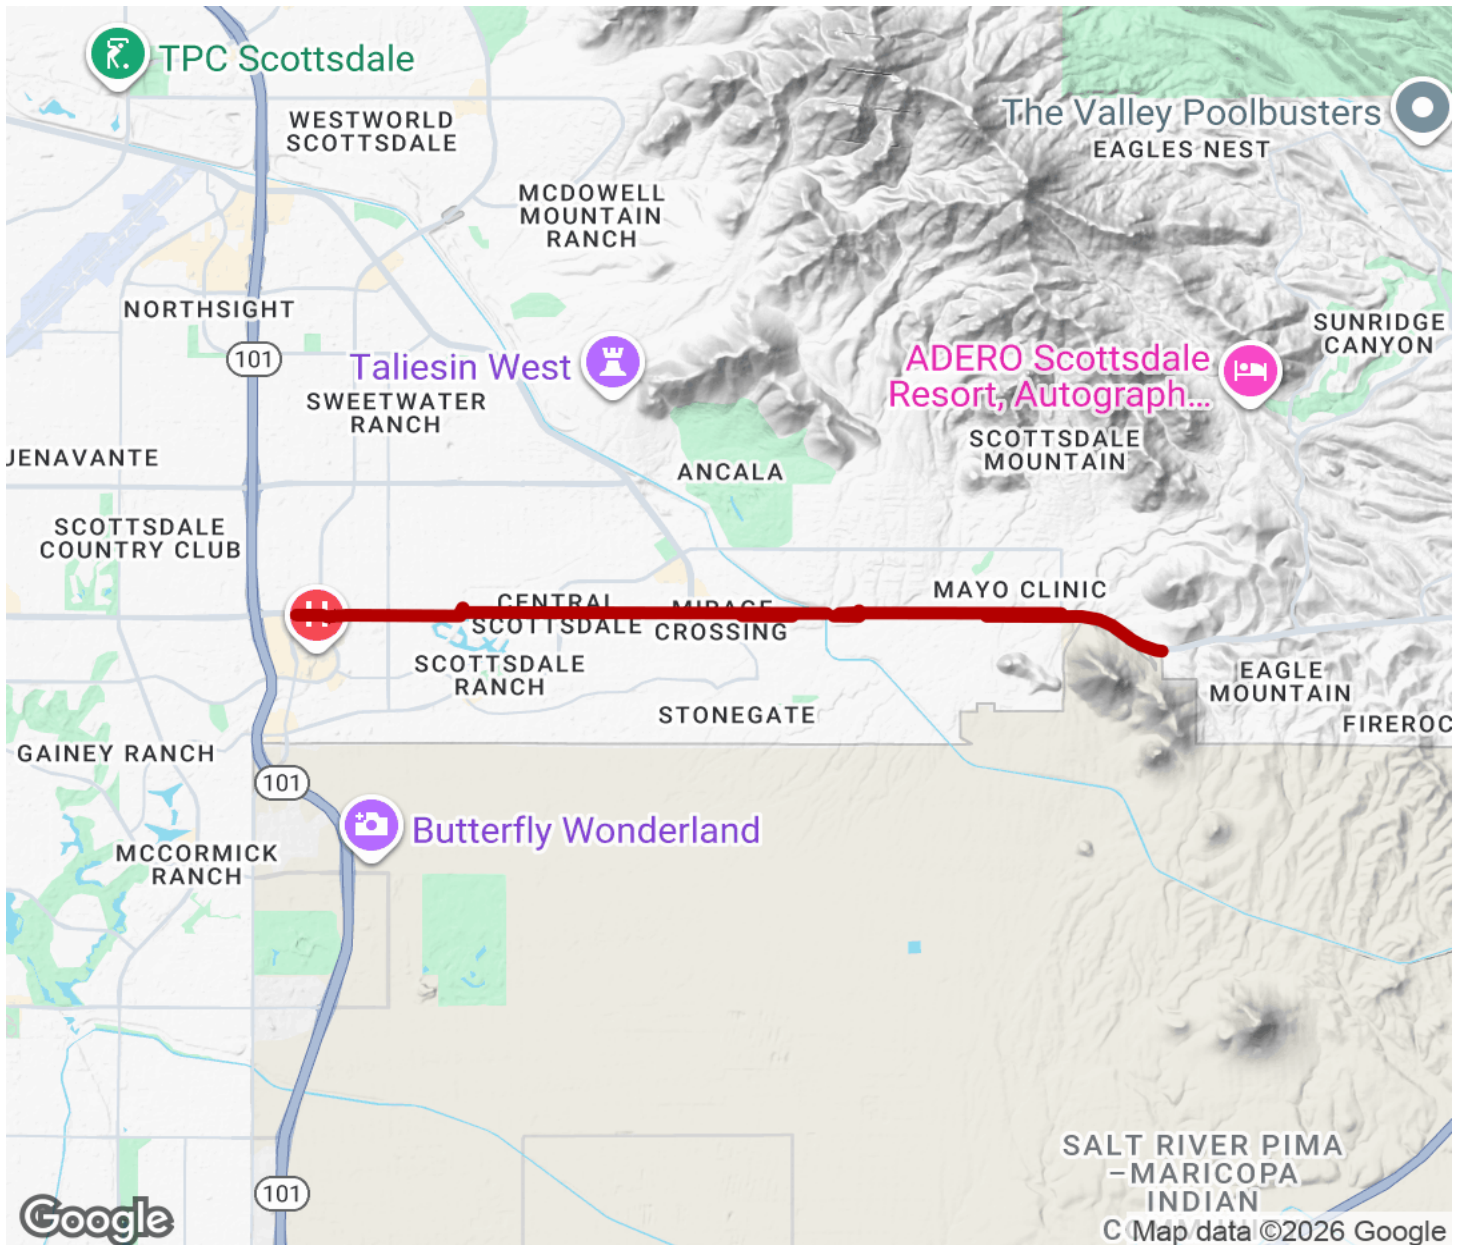 TPC Scottsdale
WESTWORLD
SCOTTSDALE
The Valley Poolbusters
EAGLES NEST
MCDOWELL
MOUNTAIN
RANCH
NORTHSIGHT
101
SUNRIDGE
CANYON
Taliesin West
ADERO Scottsdale
Resort, Autograph...
SWEETWATER
RANCH
SCOTTSDALE
MOUNTAIN
JENAVANTE
ANCALA
SCOTTSDALE
COUNTRY CLUB
MAYO CLINIC
H
CENTRAL
SCOTTSDALE
MIRAGE
CROSSING
SCOTTSDALE
RANCH
EAGLE
MOUNTAIN
STONEGATE
FIREROC
GAINEY RANCH
101
Butterfly Wonderland
MCCORMICK
RANCH
SALT RIVER PIMA
–MARICOPA
INDIAN
101
Google
Map data ©2026 Google